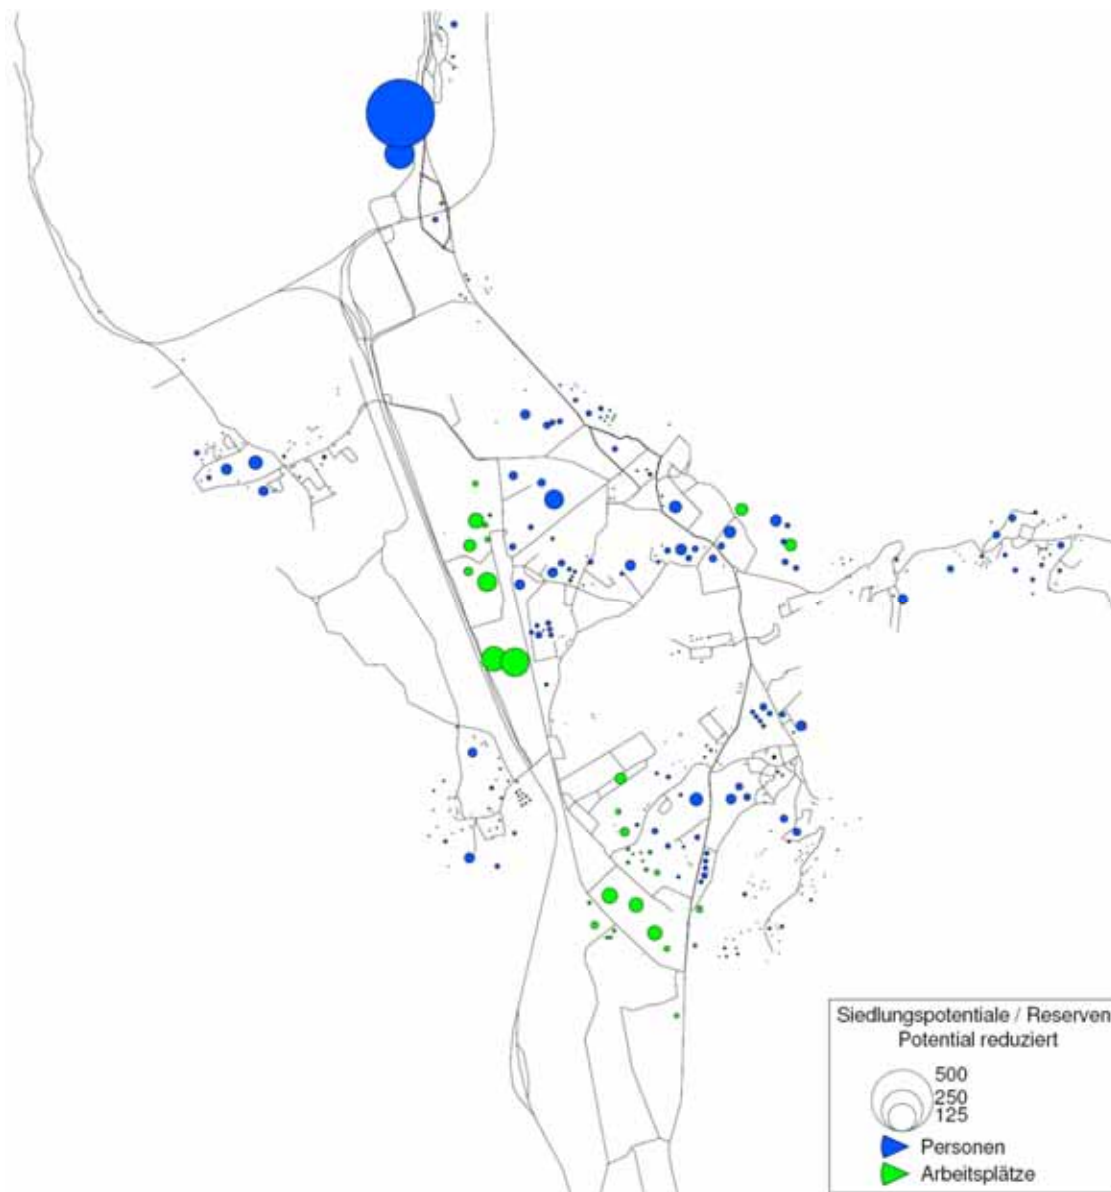 Siedlungspotentiale / Reserven
Potential reduziert
500
250
125
Personen
Arbeitsplätze